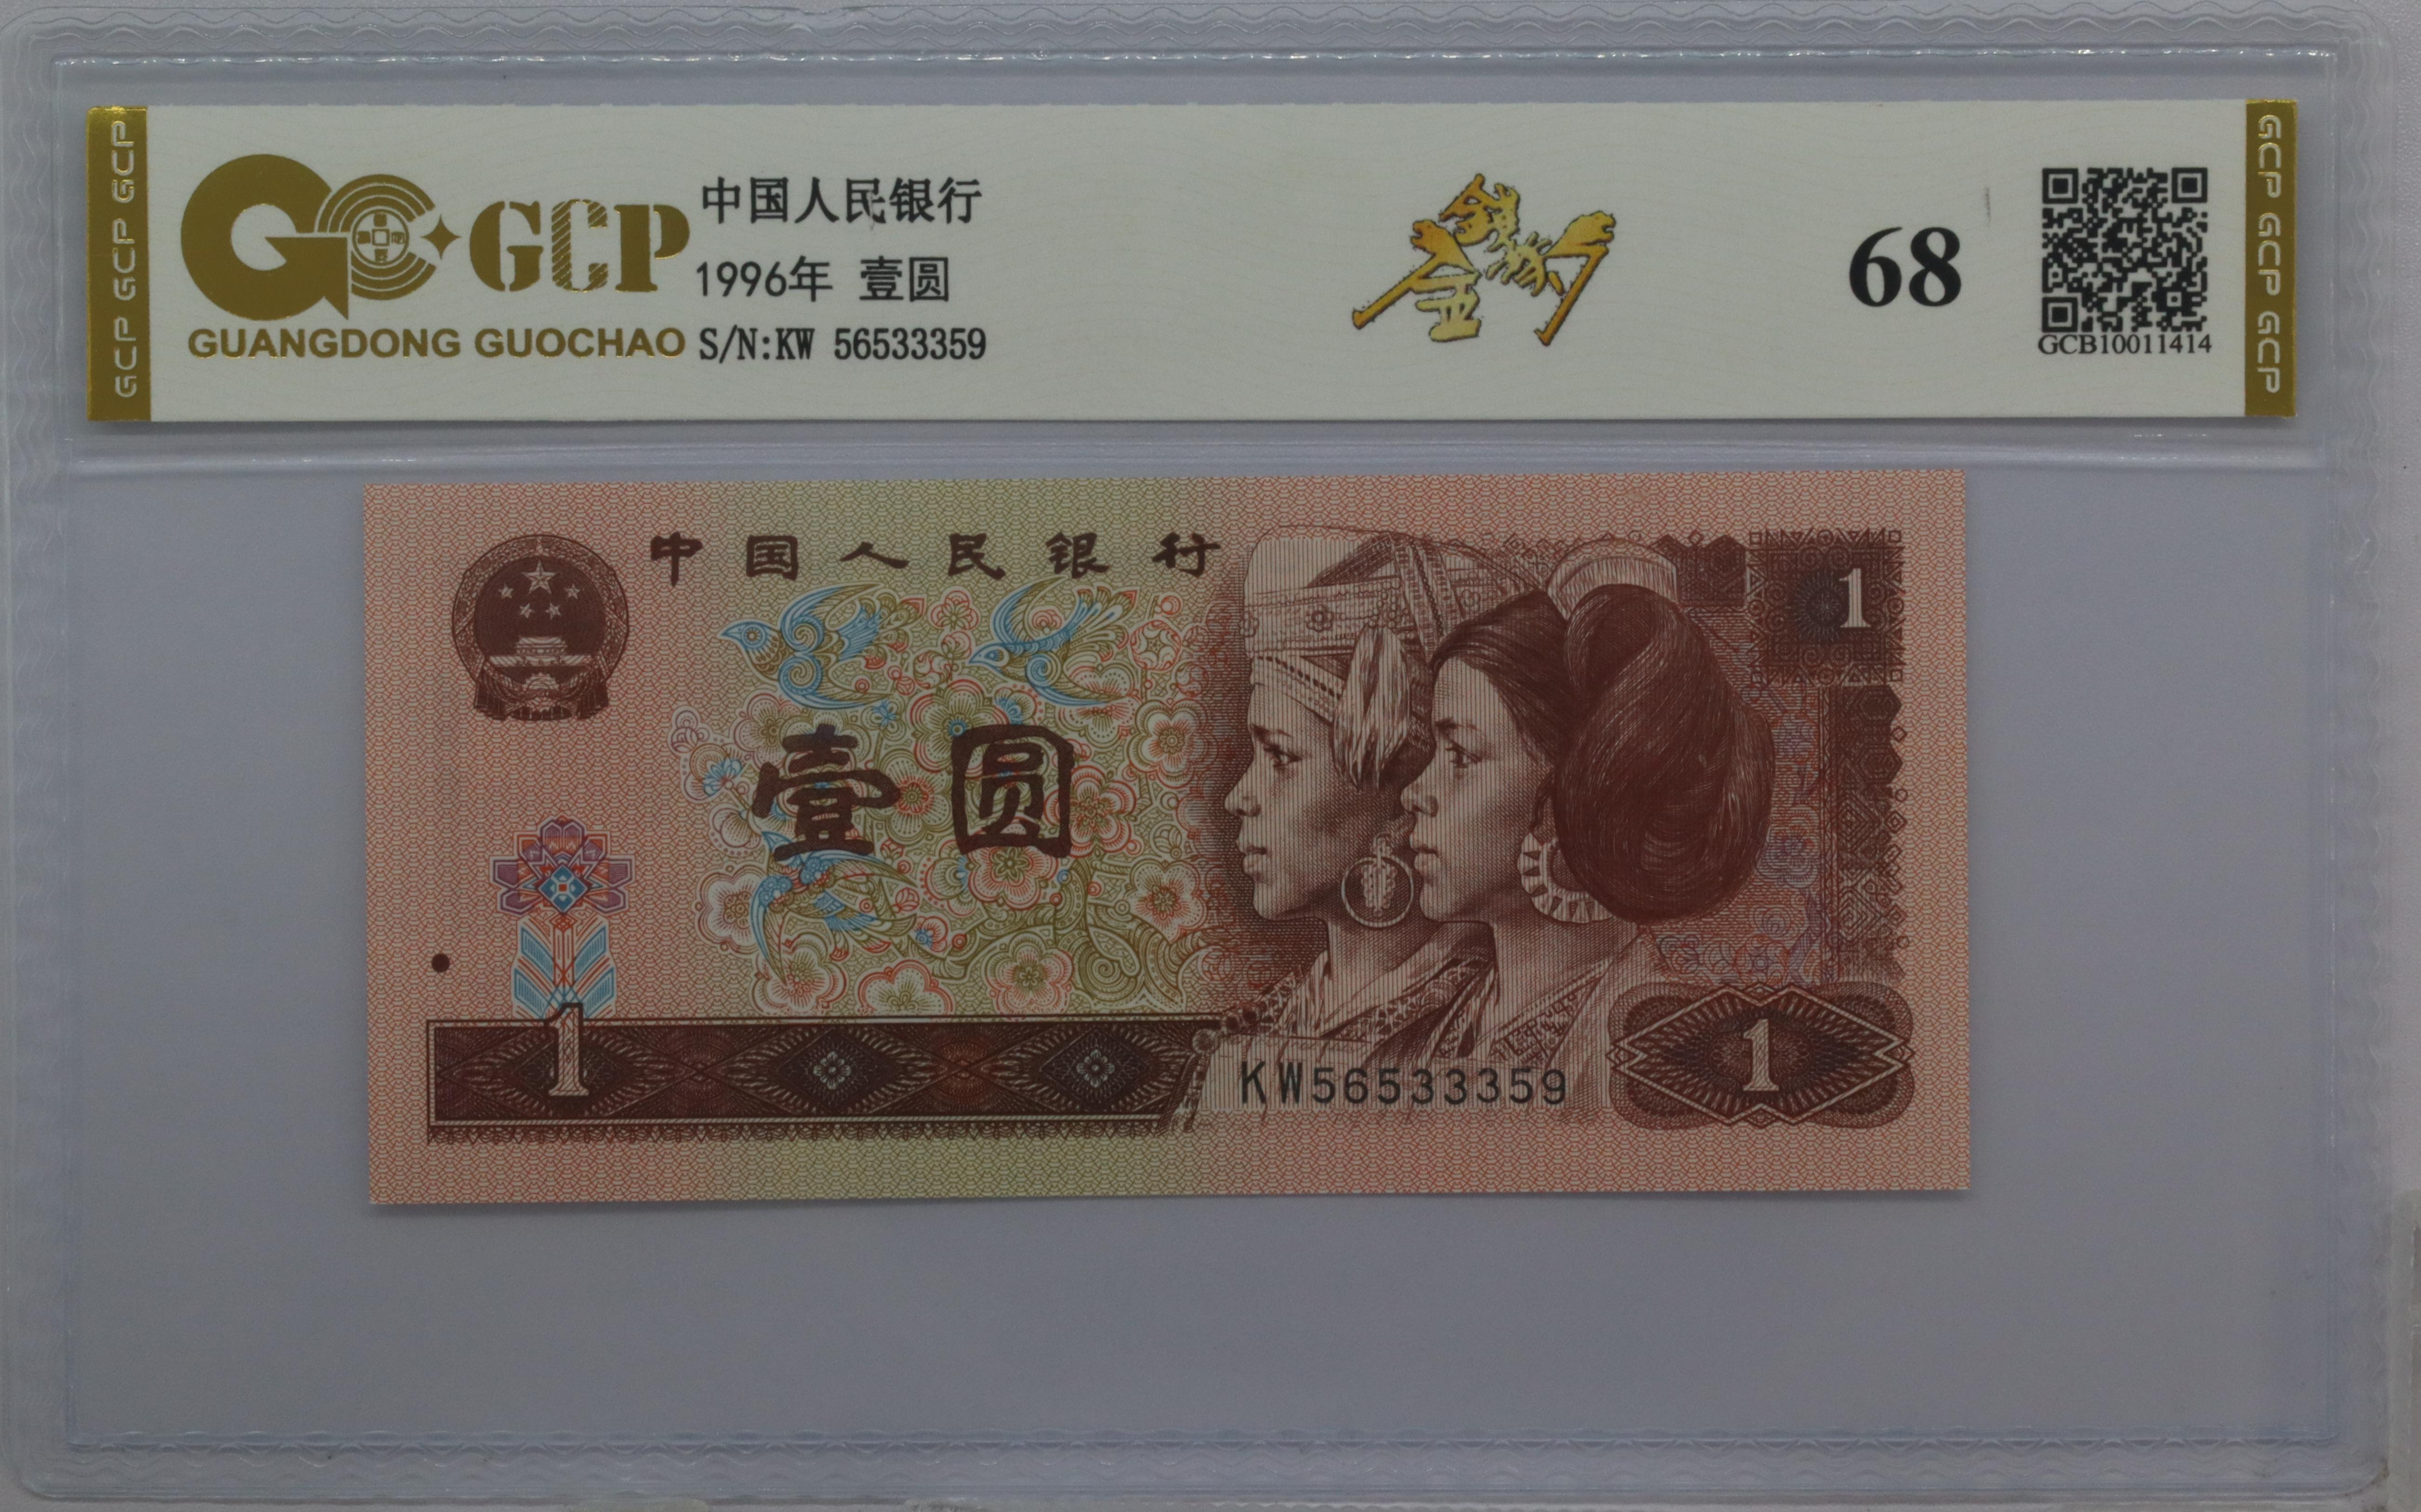 GCP GCP GCP
GCP
GUANGDONG GUOCHAO
中国人民银行
1996年 壹圆
S/N:KW 56533359
68
GCB10011414
GCP GCP GCP
中国人民银行
壹圆
1
1
KW56533359
1